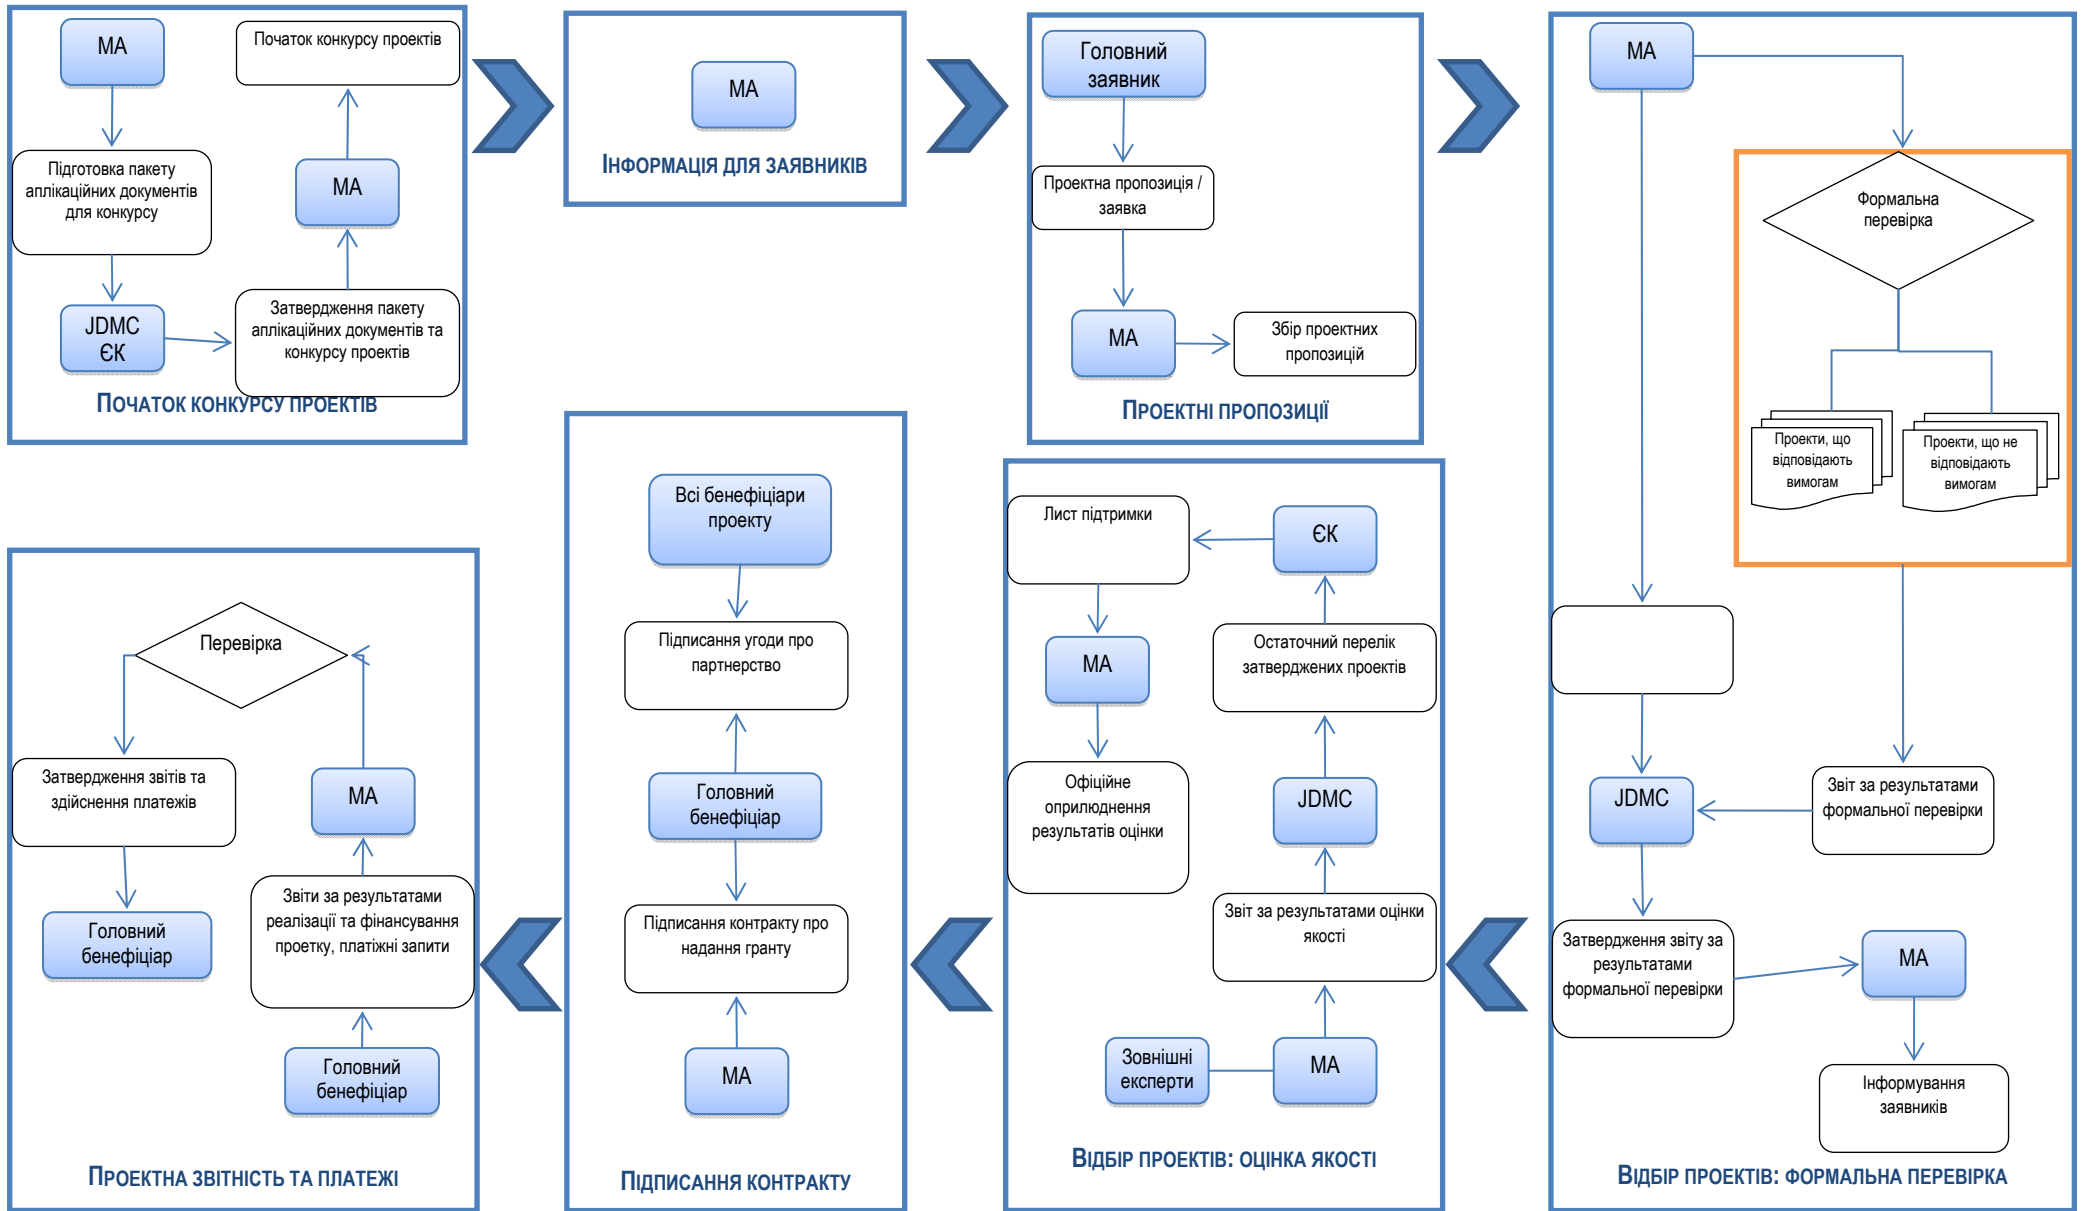 МА
Підготовка пакету
аплікаційних документів
для конкурсу
JDMC
ЄК
Затвердження пакету
аплікаційних документів та
конкурсу проектів
МА
Початок конкурсу проектів
ПОЧАТОК КОНКУРСУ ПРОЕКТІВ
МА
ІНФОРМАЦІЯ ДЛЯ ЗАЯВНИКІВ
Головний
заявник
Проектна пропозиція /
заявка
МА
Збір проектних
пропозицій
ПРОЕКТНІ ПРОПОЗИЦІЇ
МА
Формальна
перевірка
Проекти, що
відповідають
вимогам
Проекти, що не
відповідають
вимогам
Звіт за результатами
формальної перевірки
JDMC
Затвердження звіту за
результатами
формальної перевірки
МА
Інформування
заявників
ВІДБІР ПРОЕКТІВ: ФОРМАЛЬНА ПЕРЕВІРКА
Зовнішні
експерти
МА
Звіт за результатами оцінки
якості
JDMC
Остаточний перелік
затверджених проектів
ЄК
Лист підтримки
МА
Офіційне
оприлюднення
результатів оцінки
ВІДБІР ПРОЕКТІВ: ОЦІНКА ЯКОСТІ
Всі бенефіціари
проекту
Підписання угоди про
партнерство
Головний
бенефіціар
Підписання контракту про
надання гранту
МА
ПІДПИСАННЯ КОНТРАКТУ
Головний
бенефіціар
Звіти за результатами
реалізації та фінансування
проетку, платіжні запити
МА
Перевірка
Затвердження звітів та
здійснення платежів
Головний
бенефіціар
ПРОЕКТНА ЗВІТНІСТЬ ТА ПЛАТЕЖІ